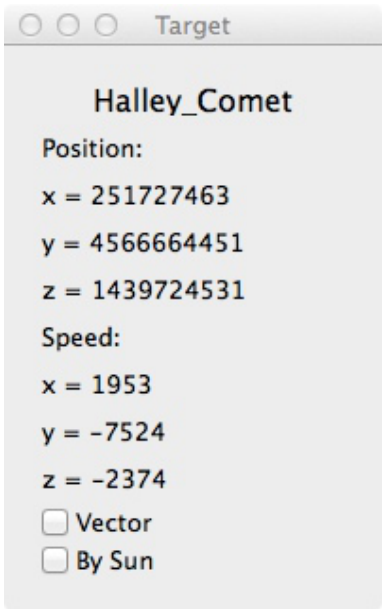 Target
Halley_Comet
Position:
x = 251727463
y = 4566664451
z = 1439724531
Speed:
x = 1953
y = -7524
z = -2374
Vector
By Sun